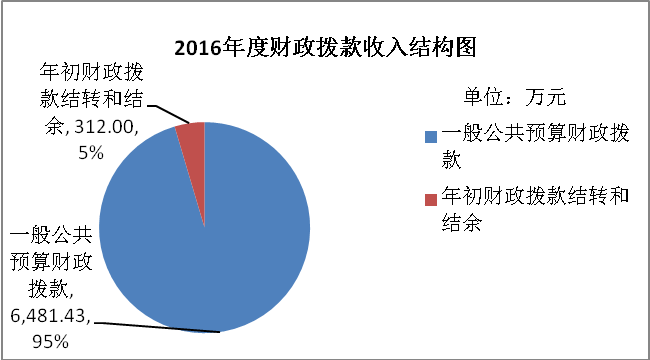 2016年度财政拨款收入结构图
年初财政拨
款结转和结
余, 312.00,
5%
单位：万元
一般公共预算财政拨
款
年初财政拨款结转和
结余
一般公共
预算财政
拨款,
6,481.43,
95%